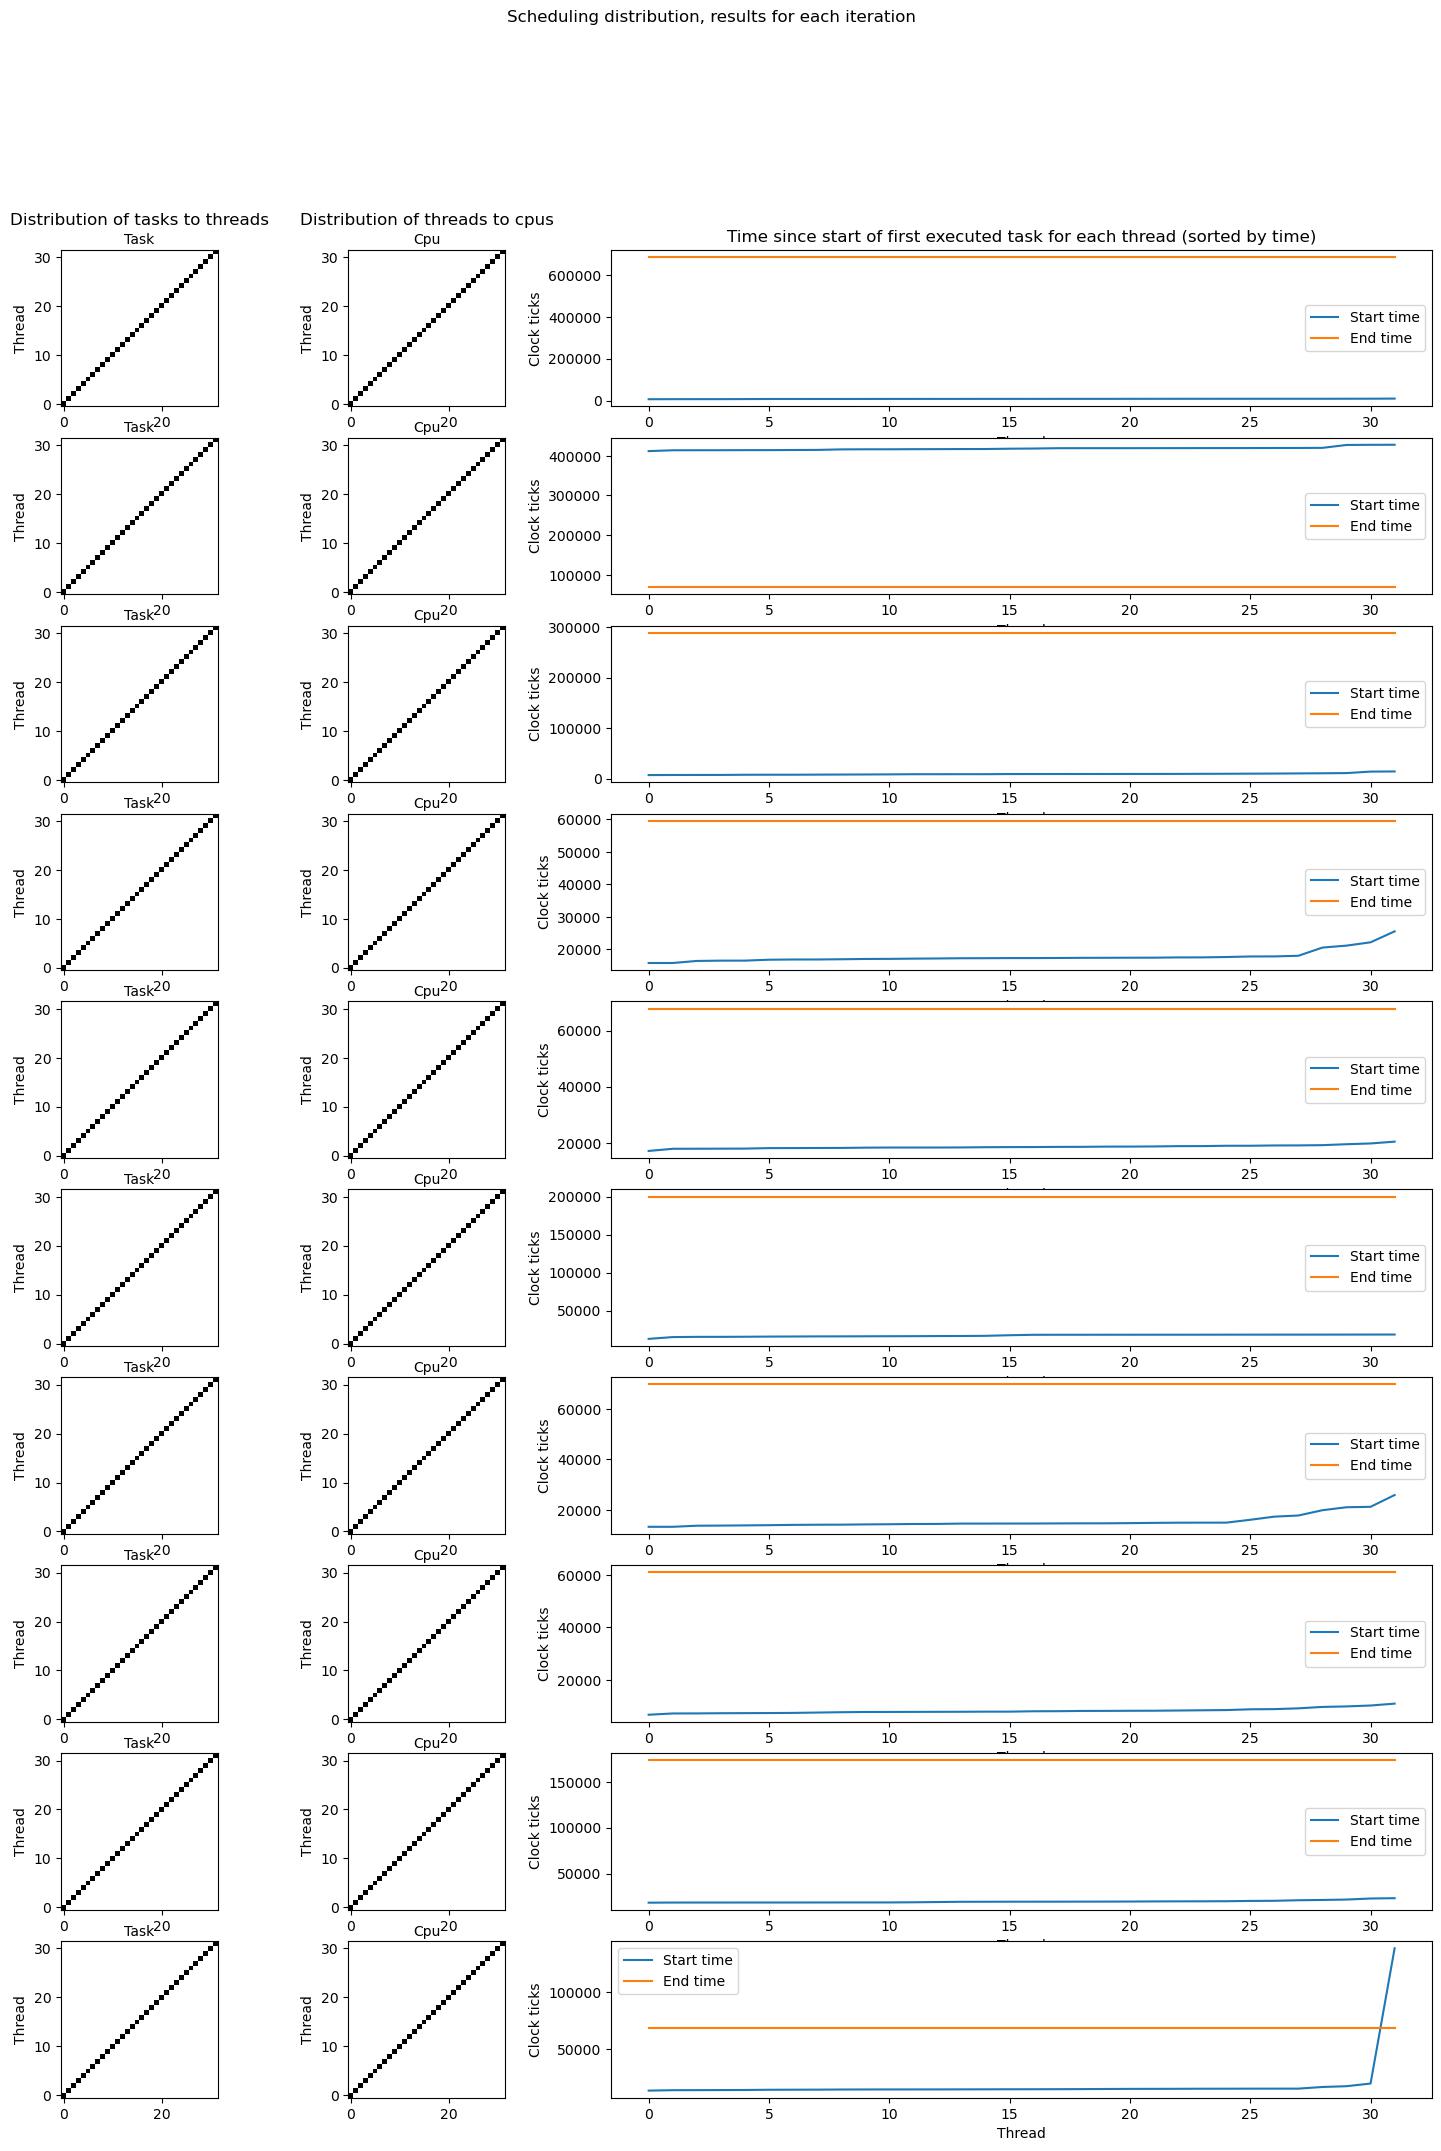 Scheduling distribution, results for each iteration
Distribution of tasks to threads
Distribution of threads to cpus
Time since start of first executed task for each thread (sorted by time)
Task
Thread
30
20
10
0
0 20
Cpu
Thread
30
20
10
0
0 20
Clock ticks
600000
400000
200000
0
0 5 10 15 20 25 30
Start time
End time
Task
Thread
30
20
10
0
0 20
Cpu
Thread
30
20
10
0
0 20
Clock ticks
400000
300000
200000
100000
0 5 10 15 20 25 30
Start time
End time
Task
Thread
30
20
10
0
0 20
Cpu
Thread
30
20
10
0
0 20
Clock ticks
300000
200000
100000
0
0 5 10 15 20 25 30
Start time
End time
Task
Thread
30
20
10
0
0 20
Cpu
Thread
30
20
10
0
0 20
Clock ticks
60000
50000
40000
30000
20000
0 5 10 15 20 25 30
Start time
End time
Task
Thread
30
20
10
0
0 20
Cpu
Thread
30
20
10
0
0 20
Clock ticks
60000
40000
20000
0 5 10 15 20 25 30
Start time
End time
Task
Thread
30
20
10
0
0 20
Cpu
Thread
30
20
10
0
0 20
Clock ticks
200000
150000
100000
50000
0 5 10 15 20 25 30
Start time
End time
Task
Thread
30
20
10
0
0 20
Cpu
Thread
30
20
10
0
0 20
Clock ticks
60000
40000
20000
0 5 10 15 20 25 30
Start time
End time
Task
Thread
30
20
10
0
0 20
Cpu
Thread
30
20
10
0
0 20
Clock ticks
60000
40000
20000
0 5 10 15 20 25 30
Start time
End time
Task
Thread
30
20
10
0
0 20
Cpu
Thread
30
20
10
0
0 20
Clock ticks
150000
100000
50000
0 5 10 15 20 25 30
Start time
End time
Task
Thread
30
20
10
0
0 20
Cpu
Thread
30
20
10
0
0 20
Clock ticks
100000
50000
0 5 10 15 20 25 30
Start time
End time
Thread